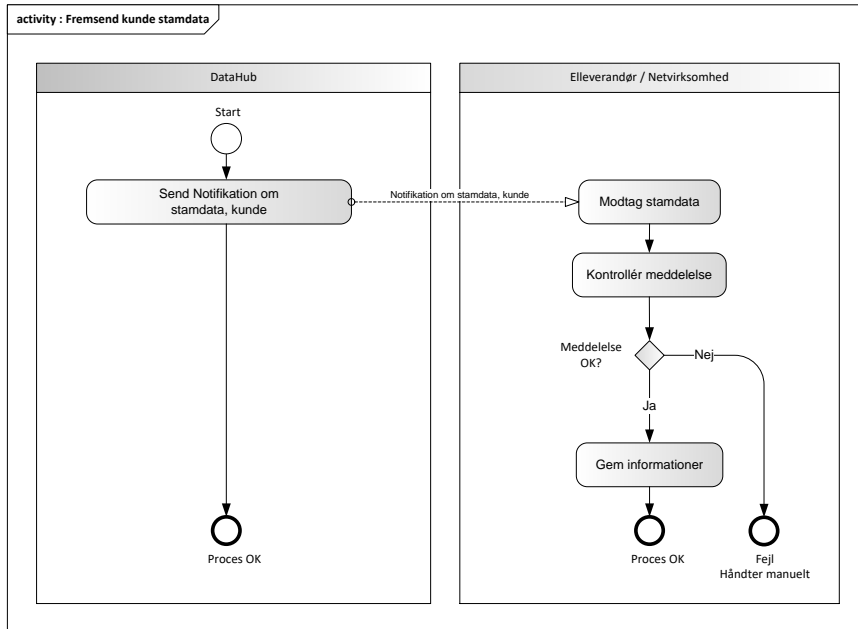 activity : Fremsend kunde stamdata
DataHub
Elleverandør / Netvirksomhed
Start
Send Notifikation om
stamdata, kunde
Notifikation om stamdata, kunde
Modtag stamdata
Kontrollér meddelelse
Meddelelse
OK?
Nej
Ja
Gem informationer
Proces OK
Proces OK
Fejl
Håndter manuelt